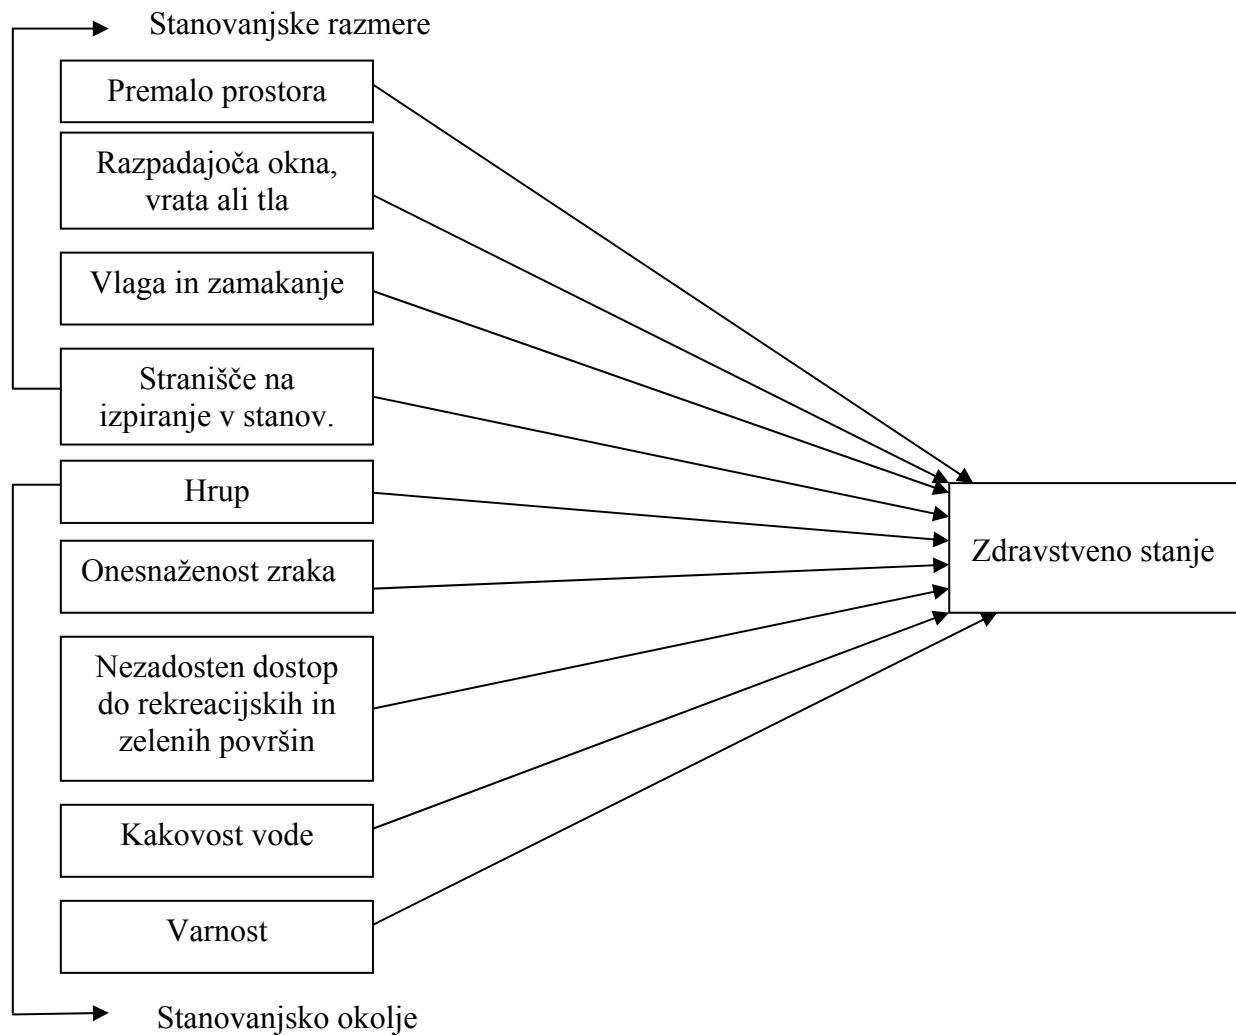 Stanovanjske razmere
Premalo prostora
Razpadajoča okna,
vrata ali tla
Vlaga in zamakanje
Stranišče na
izpiranje v stanov.
Hrup
Onesnaženost zraka
Zdravstveno stanje
Nezadosten dostop
do rekreacijskih in
zelenih površin
Kakovost vode
Varnost
Stanovanjsko okolje